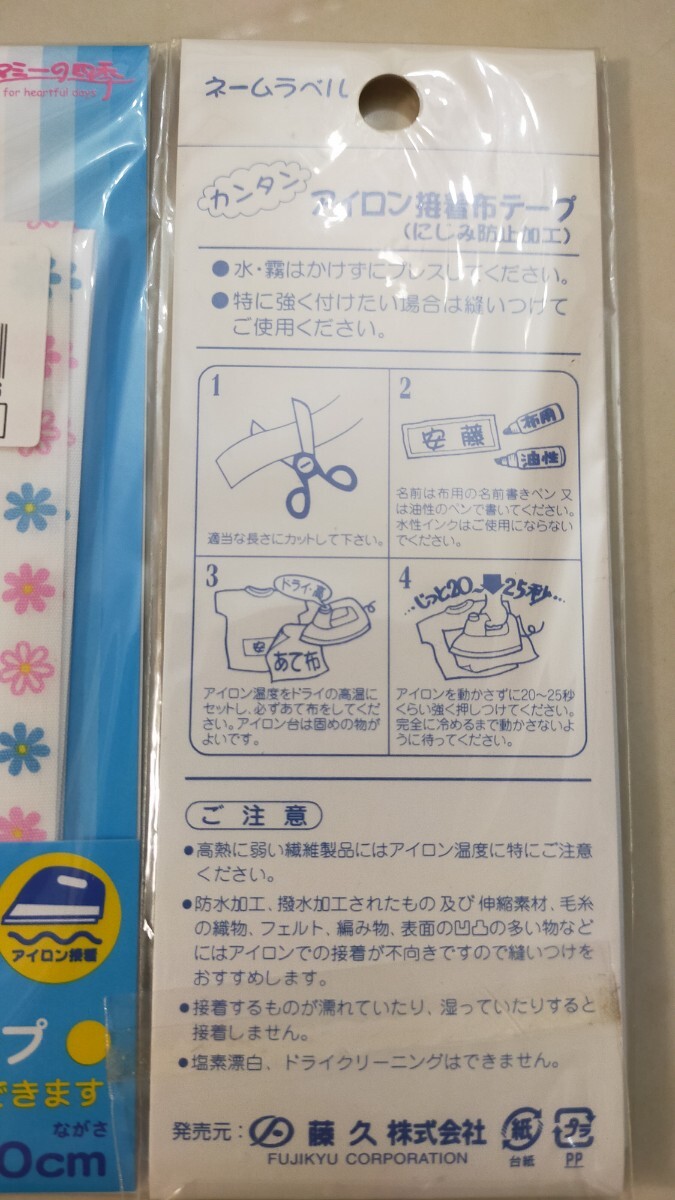 マミーの四季
for heartful days
アイロン接着
プ
できます
ながさ
0cm
ネームラベル
カンタン
アイロン接着布テープ
(にじみ防止加工)
●水・霧はかけずにプレスしてください。
●特に強く付けたい場合は縫いつけて
ご使用ください。
1
適当な長さにカットして下さい。
2
安藤
布用
油性
名前は布用の名前書きペン又
は油性のペンで書いてください。
水性インクはご使用にならない
でください。
3
ドライ・高
安
あて布
アイロン温度をドライの高温に
セットし、必ずあて布をしてくだ
さい。アイロン台は固めの物が
よいです。
4
じっと20~25秒
アイロンを動かさずに20〜25秒
くらい強く押しつけてください。
完全に冷めるまで動かさないよ
うに待ってください。
ご注意
●高熱に弱い繊維製品にはアイロン温度に特にご注意
ください。
●防水加工、撥水加工されたもの及び伸縮素材、毛糸
の織物、フェルト、編み物、表面の凹凸の多い物など
にはアイロンでの接着が不向きですので縫いつけを
おすすめします。
●接着するものが濡れていたり、湿っていたりすると
接着しません。
●塩素漂白、ドライクリーニングはできません。
発売元:藤久株式会社
FUJIKYU CORPORATION
紙
台紙
プラ
PP